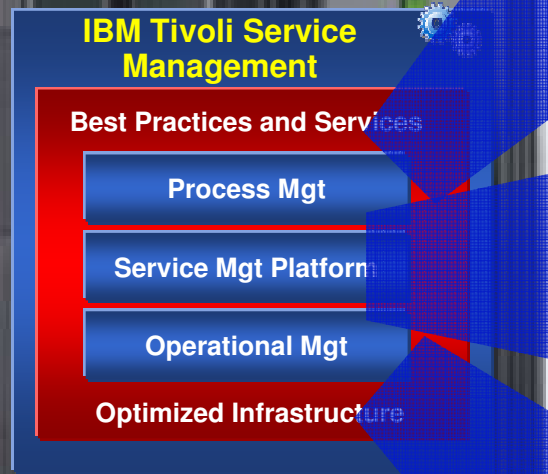 IBM Tivoli Service
Management
Best Practices and Services
Process Mgt
Service Mgt Platform
Operational Mgt
Optimized Infrastructure